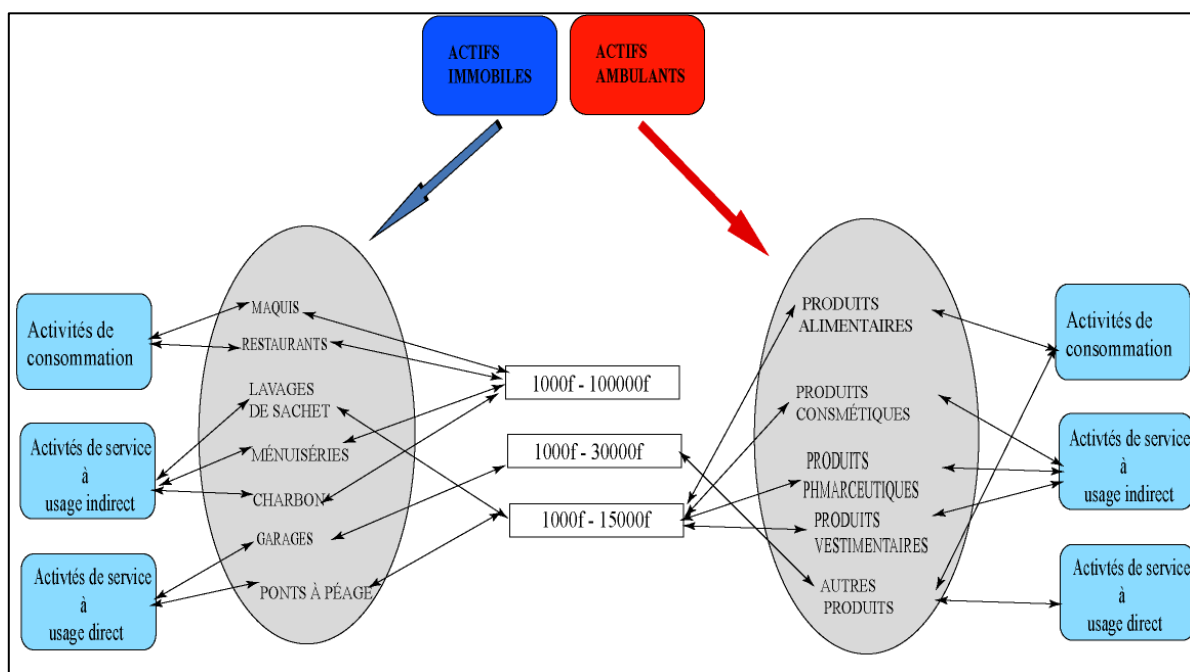 ACTIFS
IMMOBILES
ACTIFS
AMBULANTS
Activités de
consommation
Activtés de service
à
usage indirect
Activtés de service
à
usage direct
MAQUIS
RESTAURANTS
LAVAGES
DE SACHET
MÉNUISÉRIES
CHARBON
GARAGES
PONTS À PÉAGE
1000f - 100000f
1000f - 30000f
1000f - 15000f
PRODUITS
ALIMENTAIRES
PRODUITS
CONSMÉTIQUES
PRODUITS
PHMARCEUTIQUES
PRODUITS
VESTIMENTAIRES
AUTRES
PRODUITS
Activités de
consommation
Activtés de service
à
usage indirect
Activtés de service
à
usage direct